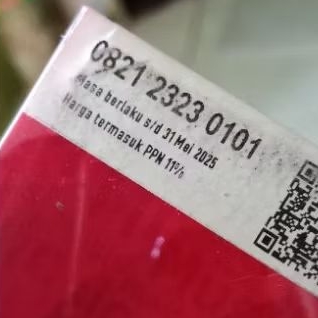 0821 2323 0101
Masa berlaku s/d 31 Mei 2025
Harga termasuk PPN 11%